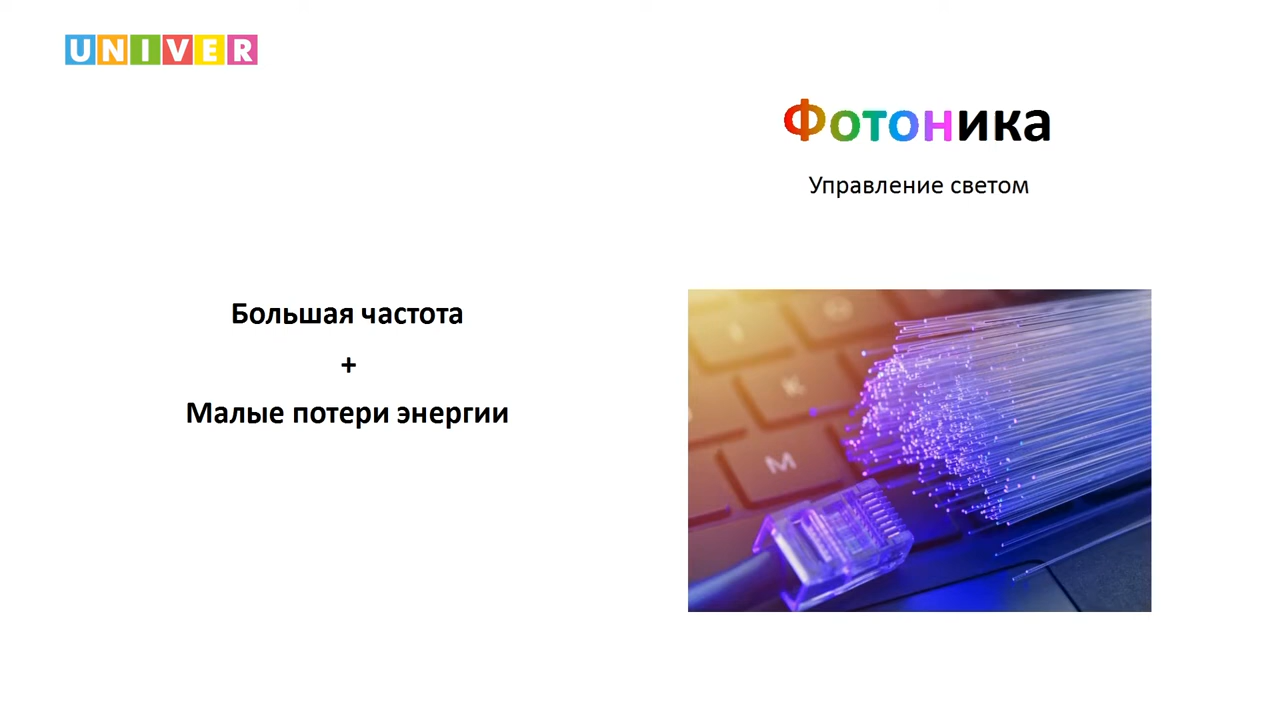 UNIVER
Фотоника
Управление светом
Большая частота
+
Малые потери энергии
K
M